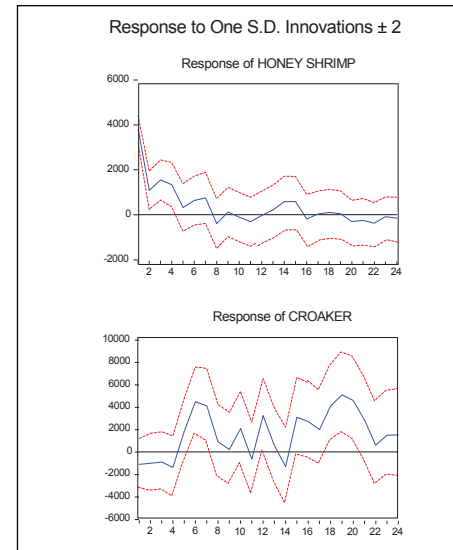 Response to One S.D. Innovations ± 2
Response of HONEY SHRIMP
6000
4000
2000
0
-2000
2 4 6 8 10 12 14 16 18 20 22 24
Response of CROAKER
10000
8000
6000
4000
2000
0
-2000
-4000
-6000
2 4 6 8 10 12 14 16 18 20 22 24